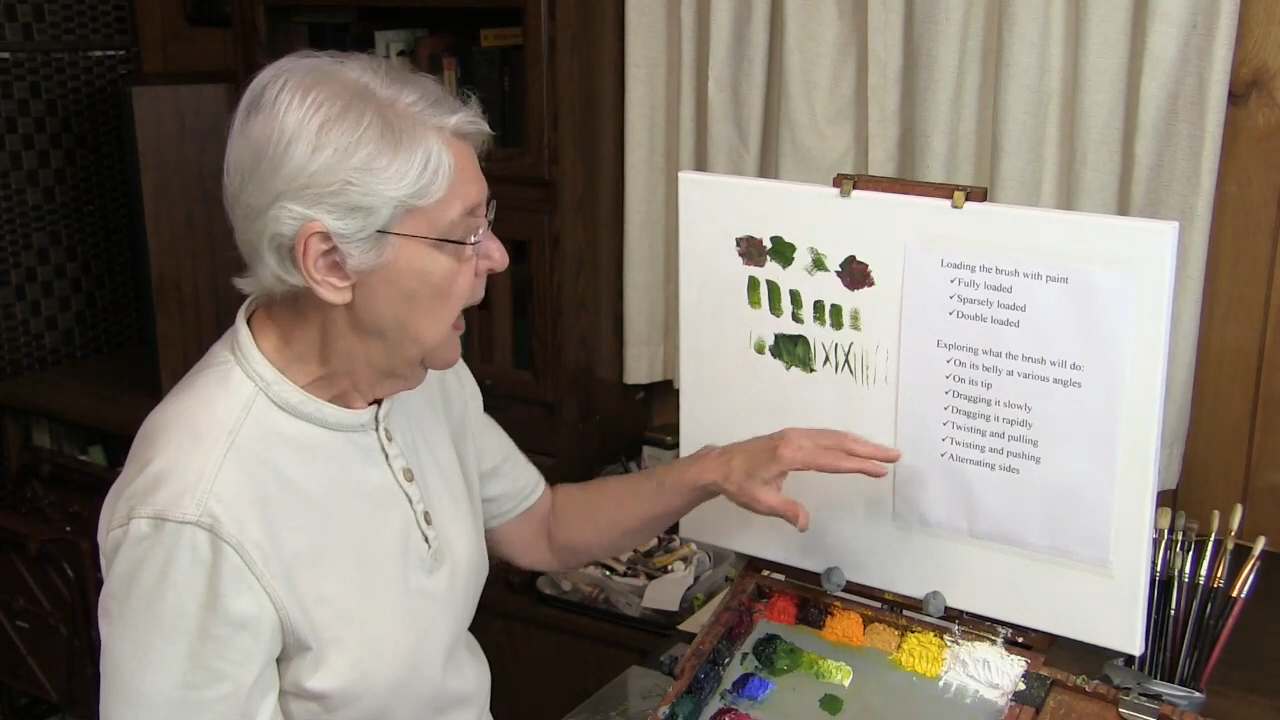 Loading the brush with paint
✓Fully loaded
✓Sparsely loaded
✓Double loaded
Exploring what the brush will do:
✓On its belly at various angles
✓On its tip
✓Dragging it slowly
✓Dragging it rapidly
✓Twisting and pulling
✓Twisting and pushing
✓Alternating sides